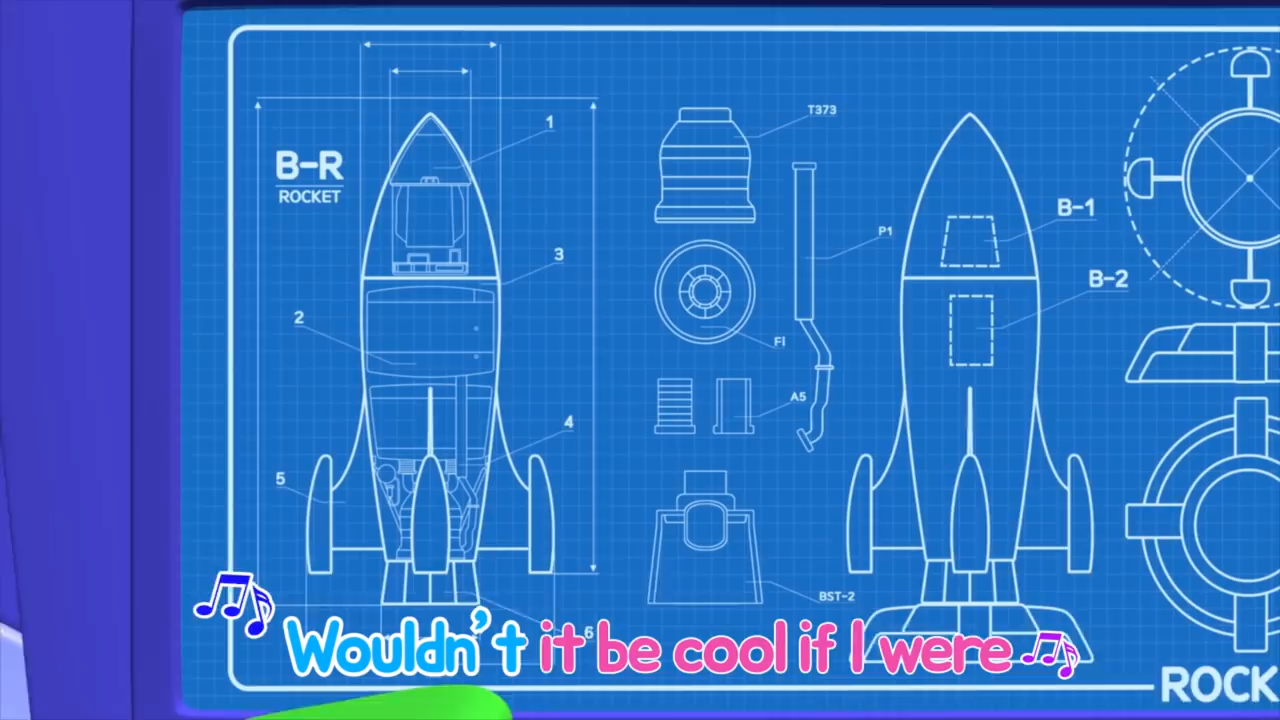 B-R
ROCKET
1
2
3
4
5
6
T373
P1
FI
A5
BST-2
B-1
B-2
ROCK
Wouldn't it be cool if I were